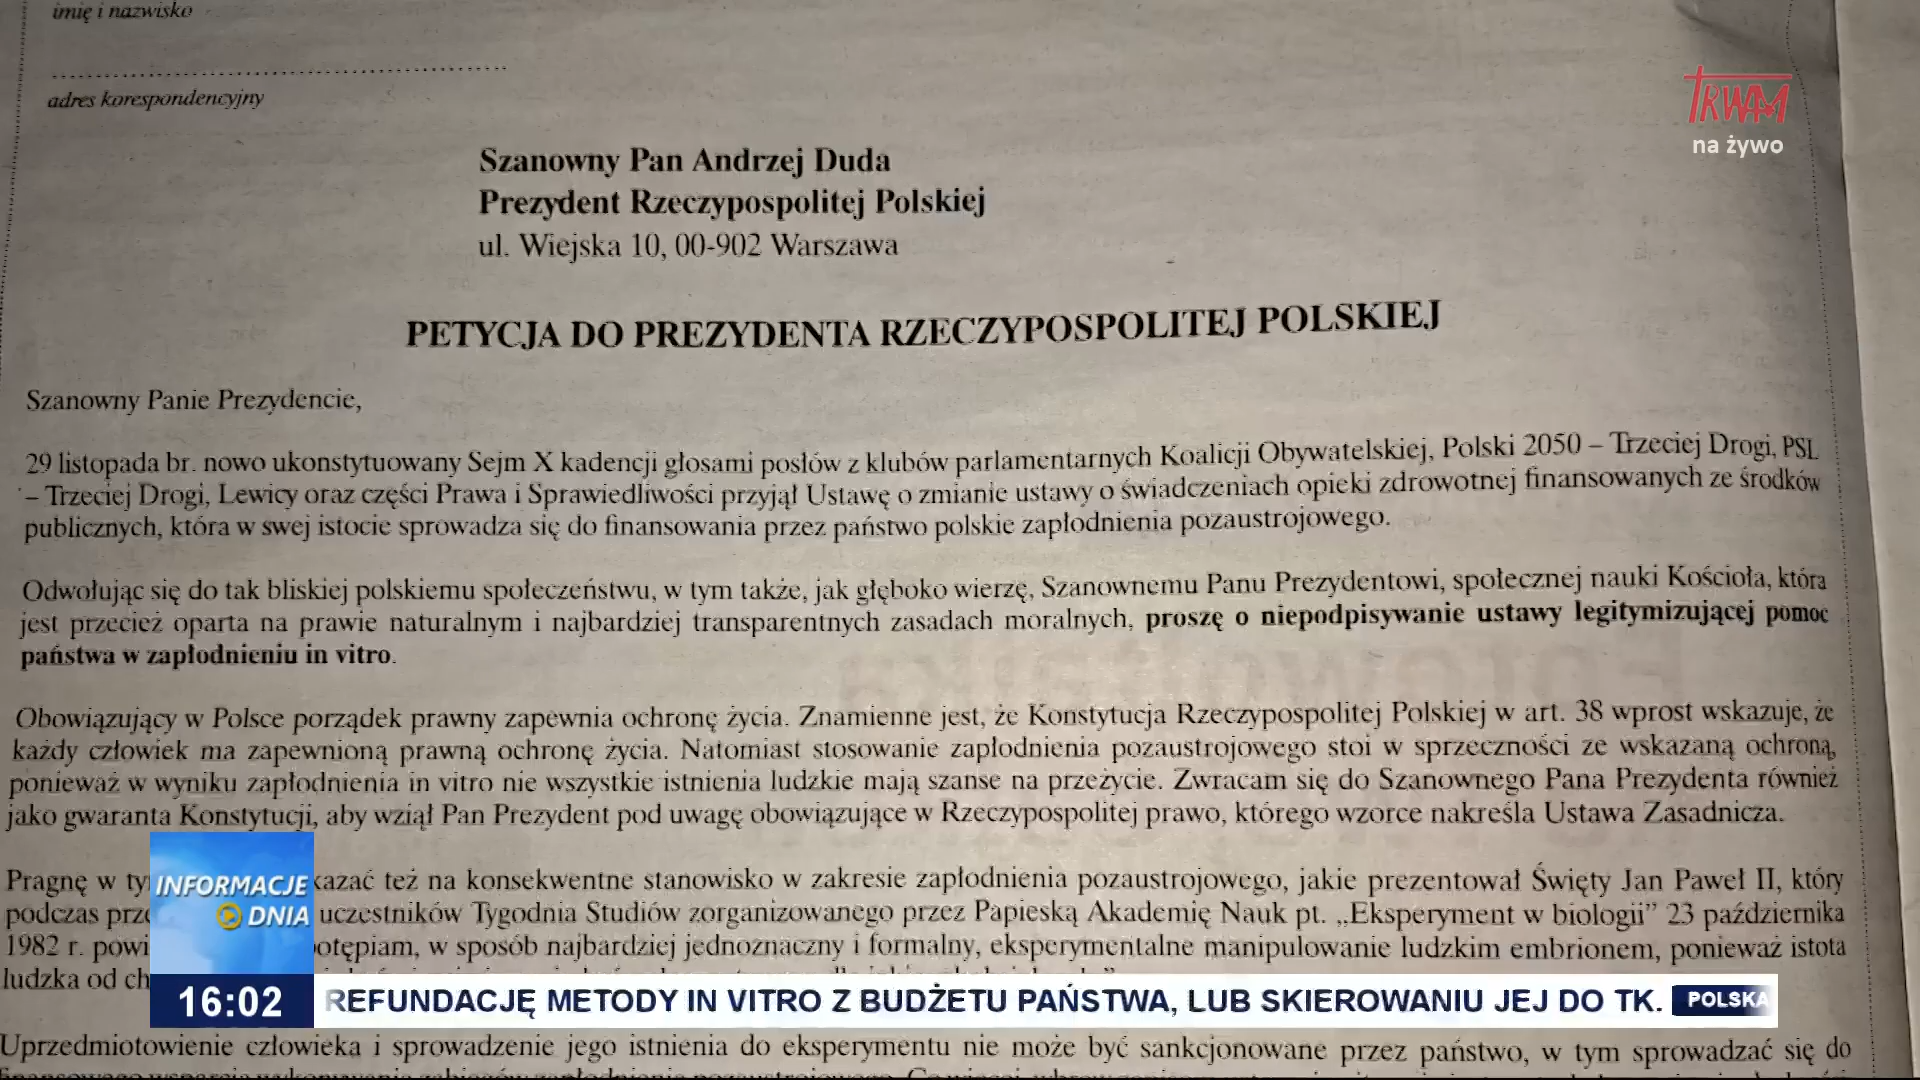 imię i nazwisko
adres korespondencyjny
TRWAM
na żywo
Szanowny Pan Andrzej Duda
Prezydent Rzeczypospolitej Polskiej
ul. Wiejska 10, 00-902 Warszawa
PETYCJA DO PREZYDENTA RZECZYPOSPOLITEJ POLSKIEJ
Szanowny Panie Prezydencie,
29 listopada br. nowo ukonstytuowany Sejm X kadencji głosami posłów z klubów parlamentarnych Koalicji Obywatelskiej, Polski 2050 – Trzeciej Drogi, PSL
– Trzeciej Drogi, Lewicy oraz części Prawa i Sprawiedliwości przyjął Ustawę o zmianie ustawy o świadczeniach opieki zdrowotnej finansowanych ze środków
publicznych, która w swej istocie sprowadza się do finansowania przez państwo polskie zapłodnienia pozaustrojowego.
Odwołując się do tak bliskiej polskiemu społeczeństwu, w tym także, jak głęboko wierzę, Szanownemu Panu Prezydentowi, społecznej nauki Kościoła, która
jest przecież oparta na prawie naturalnym i najbardziej transparentnych zasadach moralnych, proszę o niepodpisywanie ustawy legitymizującej pomoc
państwa w zapłodnieniu in vitro.
Obowiązujący w Polsce porządek prawny zapewnia ochronę życia. Znamienne jest, że Konstytucja Rzeczypospolitej Polskiej w art. 38 wprost wskazuje, że
każdy człowiek ma zapewnioną prawną ochronę życia. Natomiast stosowanie zapłodnienia pozaustrojowego stoi w sprzeczności ze wskazaną ochroną,
ponieważ w wyniku zapłodnienia in vitro nie wszystkie istnienia ludzkie mają szanse na przeżycie. Zwracam się do Szanownego Pana Prezydenta również
jako gwaranta Konstytucji, aby wziął Pan Prezydent pod uwagę obowiązujące w Rzeczypospolitej prawo, którego wzorce nakreśla Ustawa Zasadnicza.
Pragnę w ty kazać też na konsekwentne stanowisko w zakresie zapłodnienia pozaustrojowego, jakie prezentował Święty Jan Paweł II, który
podczas prze uczestników Tygodnia Studiów zorganizowanego przez Papieską Akademię Nauk pt. „Eksperyment w biologii” 23 października
1982 r. powi otępiam, w sposób najbardziej jednoznaczny i formalny, eksperymentalne manipulowanie ludzkim embrionem, ponieważ istota
ludzka od ch
INFORMACJE
DNIA
16:02 REFUNDACJĘ METODY IN VITRO Z BUDŻETU PAŃSTWA, LUB SKIEROWANIU JEJ DO TK. POLSKA
Uprzedmiotowienie człowieka i sprowadzenie jego istnienia do eksperymentu nie może być sankcjonowane przez państwo, w tym sprowadzać się do